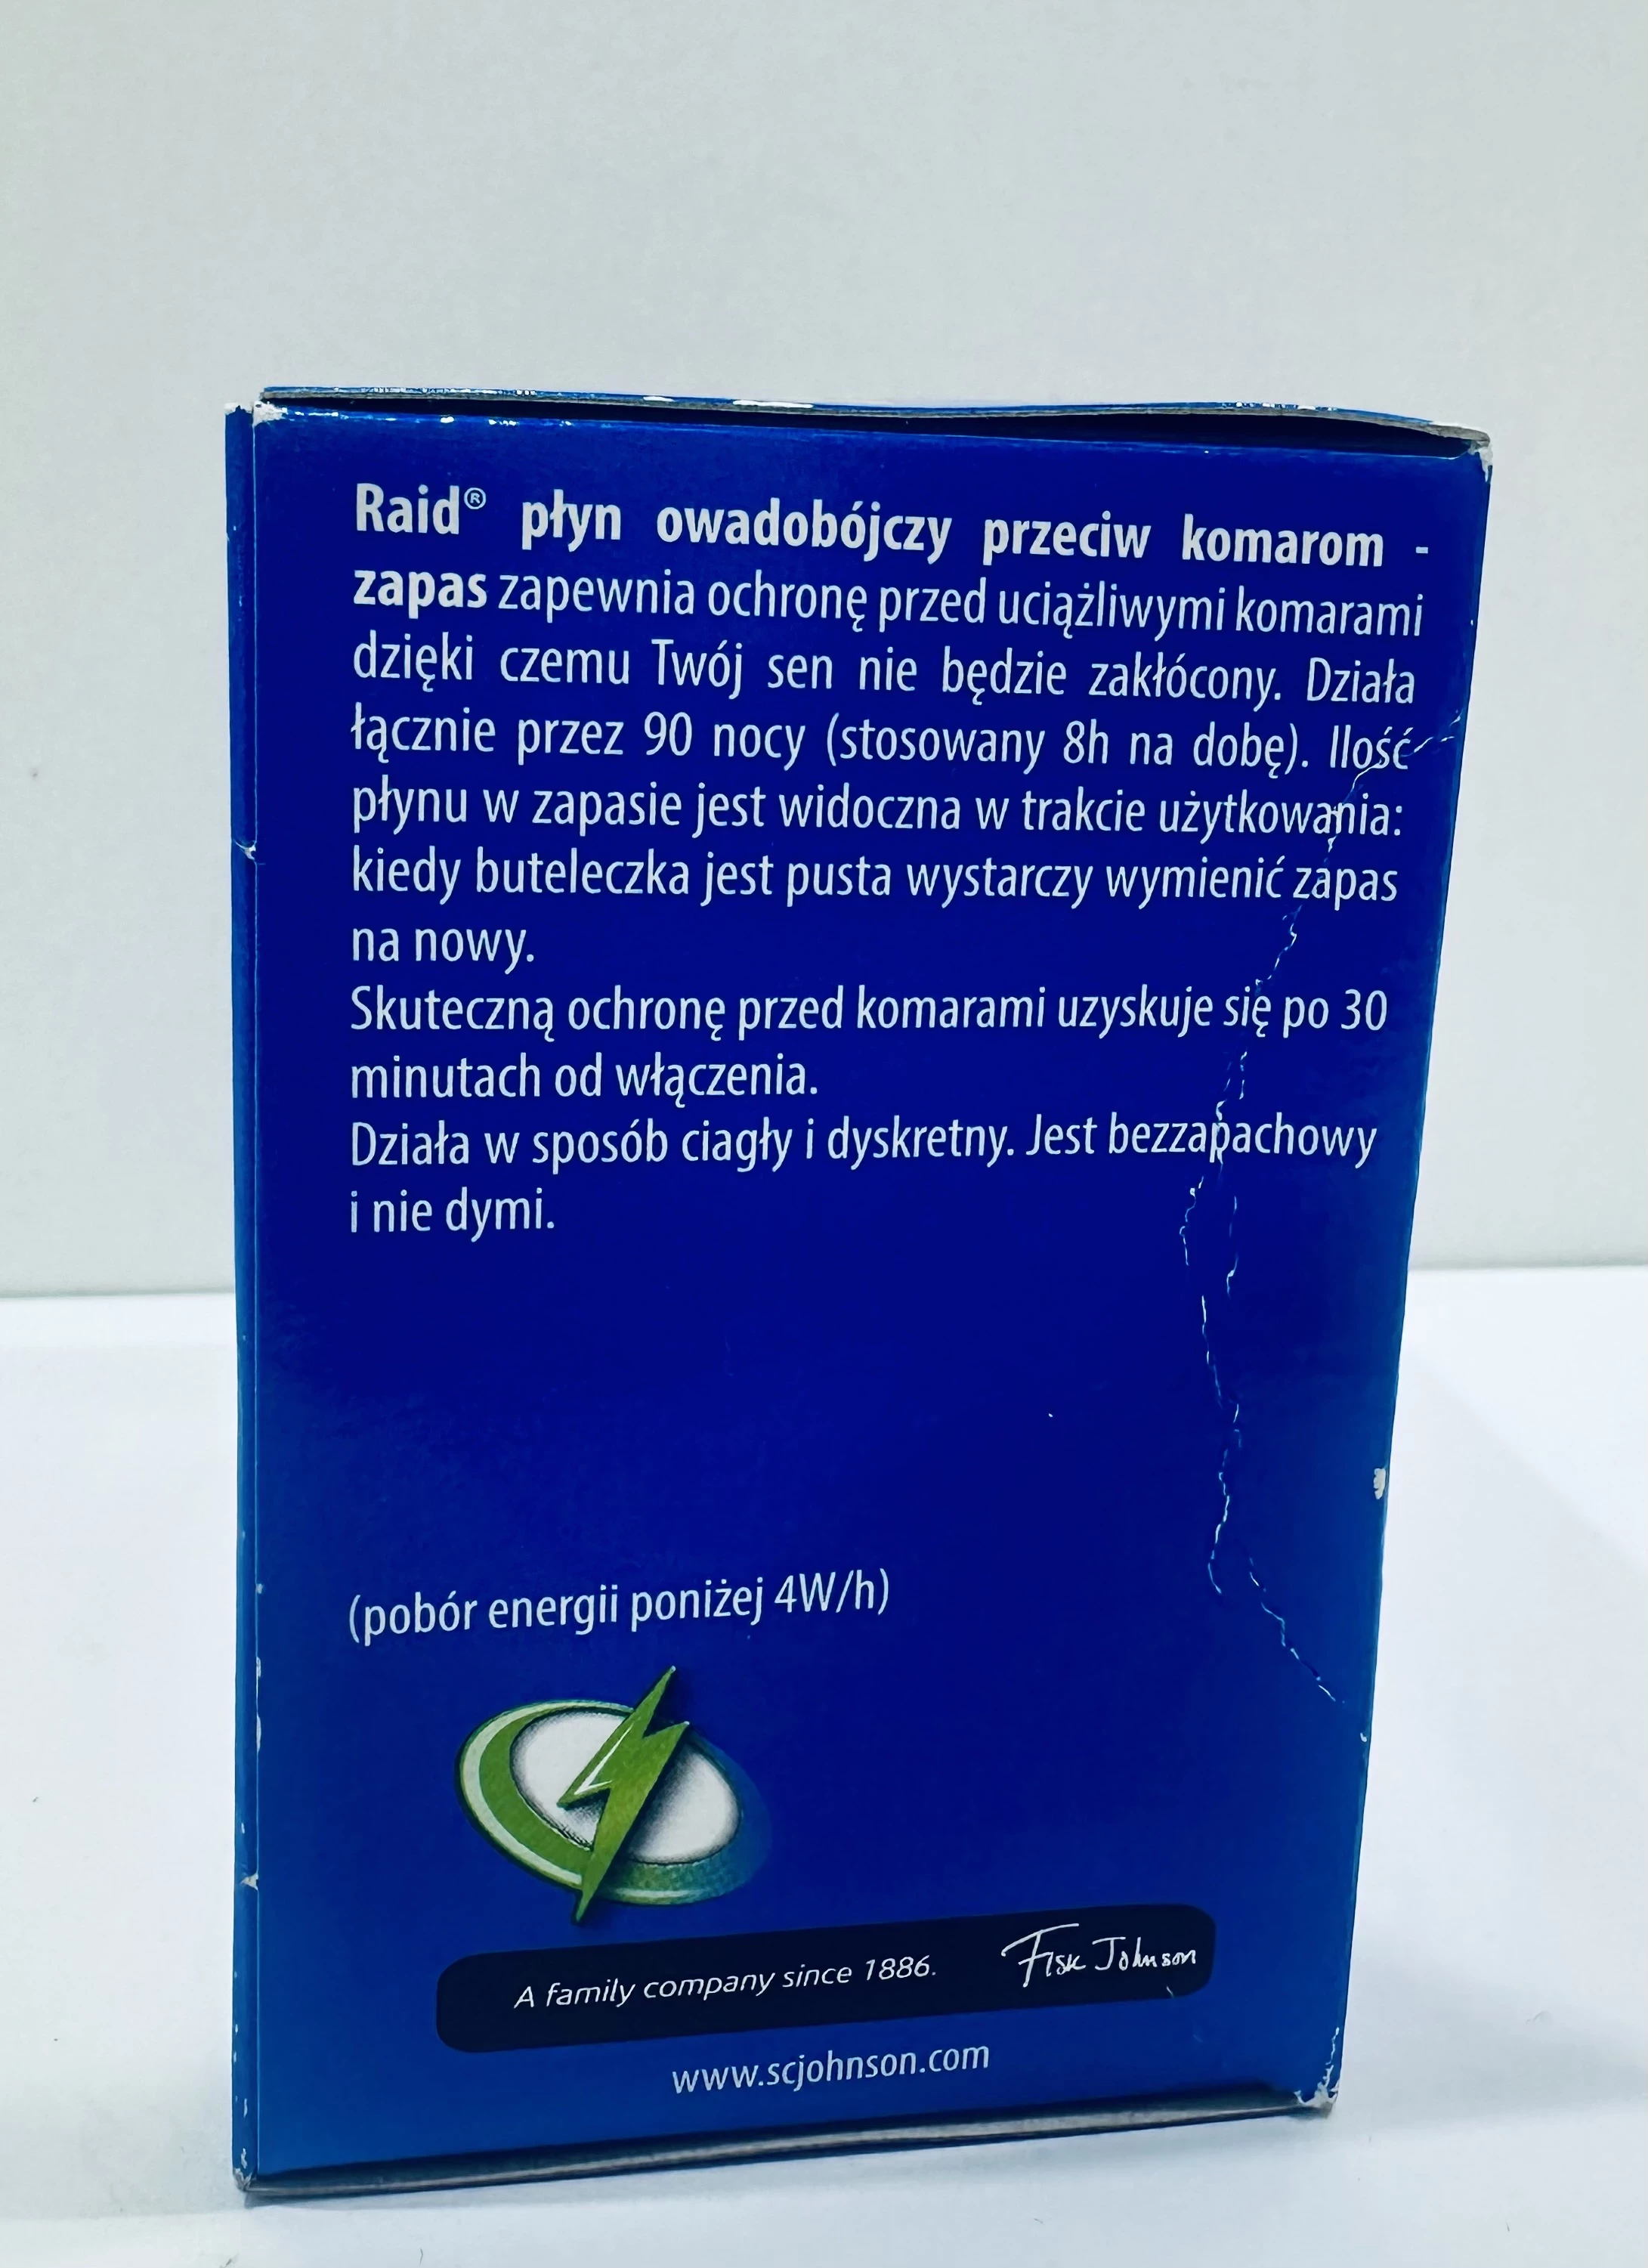 Raid® płyn owadobójczy przeciw komarom -
zapas zapewnia ochronę przed uciążliwymi komarami
dzięki czemu Twój sen nie będzie zakłócony. Działa
łącznie przez 90 nocy (stosowany 8h na dobę). Ilość
płynu w zapasie jest widoczna w trakcie użytkowania:
kiedy buteleczka jest pusta wystarczy wymienić zapas
na nowy.
Skuteczną ochronę przed komarami uzyskuje się po 30
minutach od włączenia.
Działa w sposób ciagły i dyskretny. Jest bezzapachowy
i nie dymi.
(pobór energii poniżej 4W/h)
A family company since 1886. Fisk Johnson
www.scjohnson.com